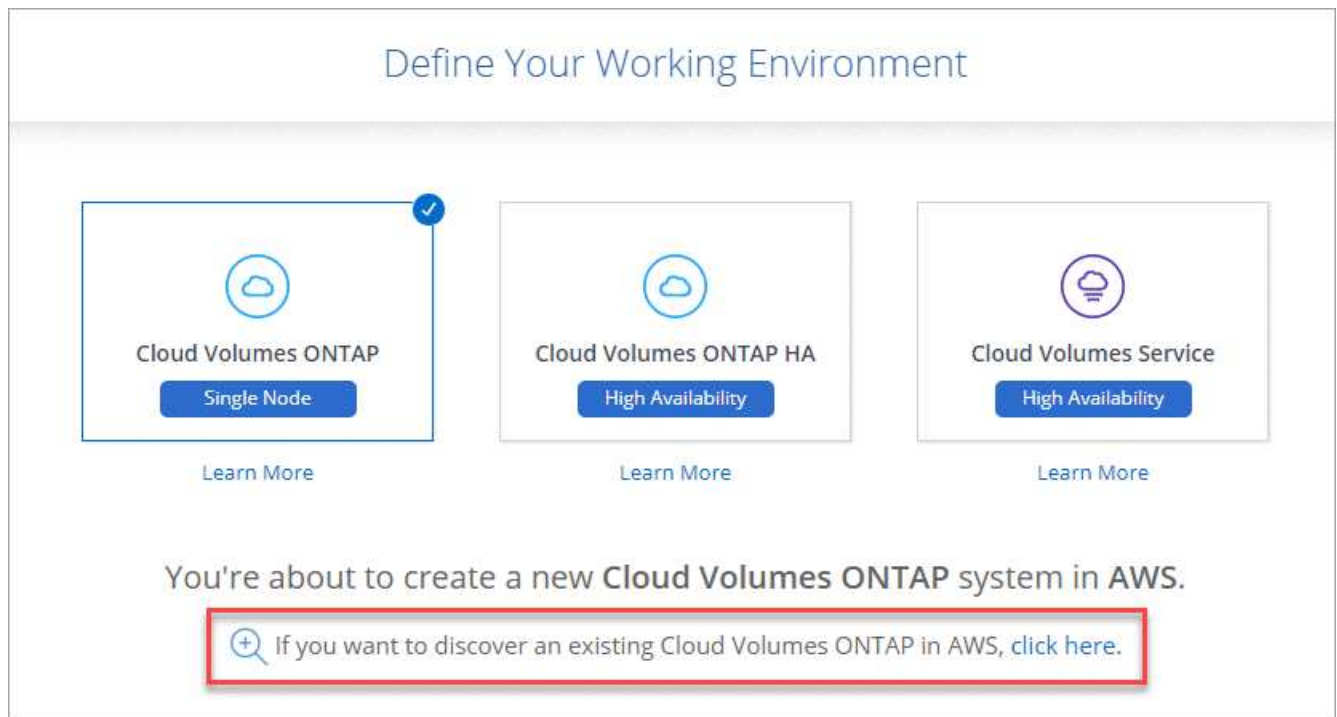 Define Your Working Environment
Cloud Volumes ONTAP
Single Node
Learn More
Cloud Volumes ONTAP HA
High Availability
Learn More
Cloud Volumes Service
High Availability
Learn More
You're about to create a new Cloud Volumes ONTAP system in AWS.
If you want to discover an existing Cloud Volumes ONTAP in AWS, click here.